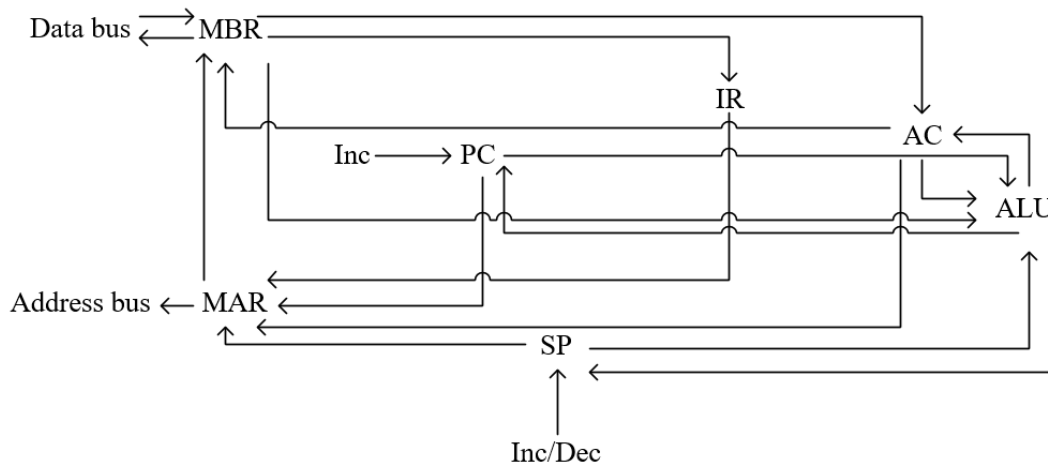 Data bus
MBR
IR
AC
Inc
PC
ALU
Address bus
MAR
SP
Inc/Dec